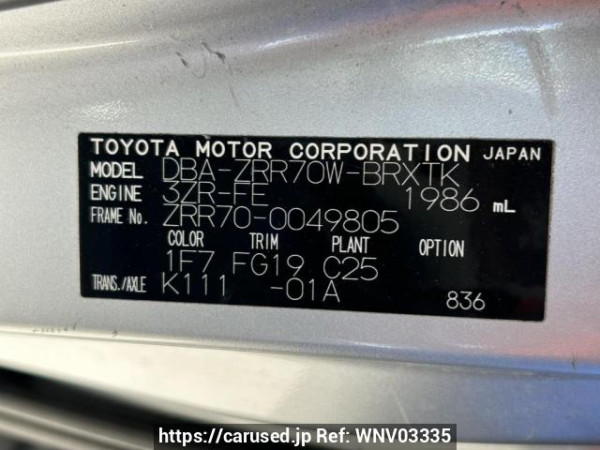 TOYOTA MOTOR CORPORATION JAPAN
MODEL DBA-ZRR70W-BRXTK
ENGINE 3ZR-FE 1986 mL
FRAME No. ZRR70-0049805
COLOR TRIM PLANT OPTION
1F7 FG19 C25
TRANS./AXLE K111 -01A 836
https://carused.jp Ref: WNV03335